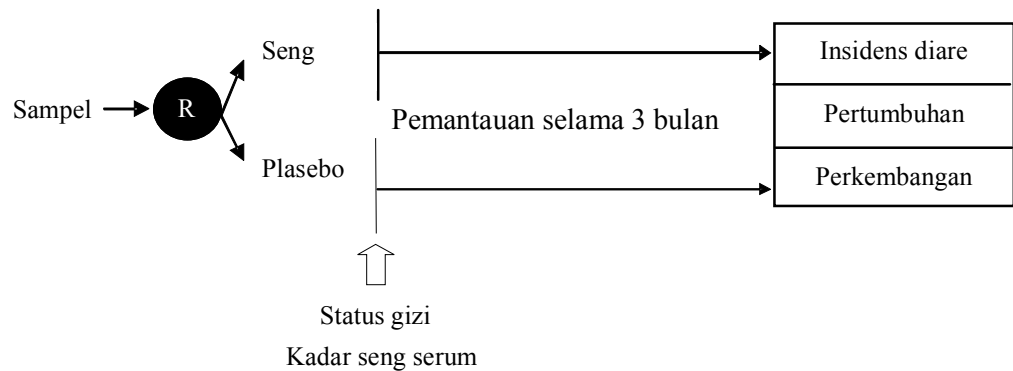 Seng
Insidens diare
Sampel
R
Pemantauan selama 3 bulan
Pertumbuhan
Plasebo
Perkembangan
Status gizi
Kadar seng serum